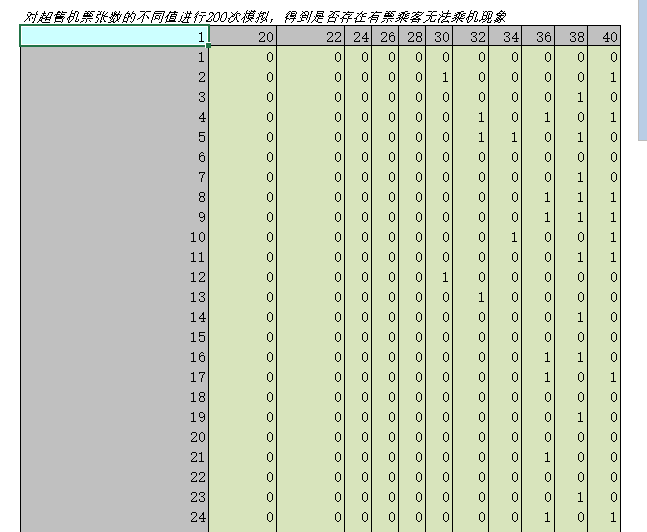 对超售机票张数的不同值进行200次模拟，得到是否存在有票乘客无法乘机现象
1 20 22 24 26 28 30 32 34 36 38 40
1 0 0 0 0 0 0 0 0 0 0 0
2 0 0 0 0 0 1 0 0 0 0 1
3 0 0 0 0 0 0 0 0 0 1 0
4 0 0 0 0 0 0 1 0 1 0 1
5 0 0 0 0 0 0 1 1 0 1 0
6 0 0 0 0 0 0 0 0 0 0 0
7 0 0 0 0 0 0 0 0 0 1 0
8 0 0 0 0 0 0 0 0 1 1 1
9 0 0 0 0 0 0 0 0 1 1 1
10 0 0 0 0 0 0 0 1 0 0 1
11 0 0 0 0 0 0 0 0 0 1 1
12 0 0 0 0 0 1 0 0 0 0 0
13 0 0 0 0 0 0 1 0 0 0 0
14 0 0 0 0 0 0 0 0 0 1 0
15 0 0 0 0 0 0 0 0 0 0 0
16 0 0 0 0 0 0 0 0 1 1 0
17 0 0 0 0 0 0 0 0 1 0 1
18 0 0 0 0 0 0 0 0 0 0 0
19 0 0 0 0 0 0 0 0 0 1 0
20 0 0 0 0 0 0 0 0 0 0 0
21 0 0 0 0 0 0 0 0 1 0 0
22 0 0 0 0 0 0 0 0 0 0 0
23 0 0 0 0 0 0 0 0 0 1 0
24 0 0 0 0 0 0 0 0 1 0 1